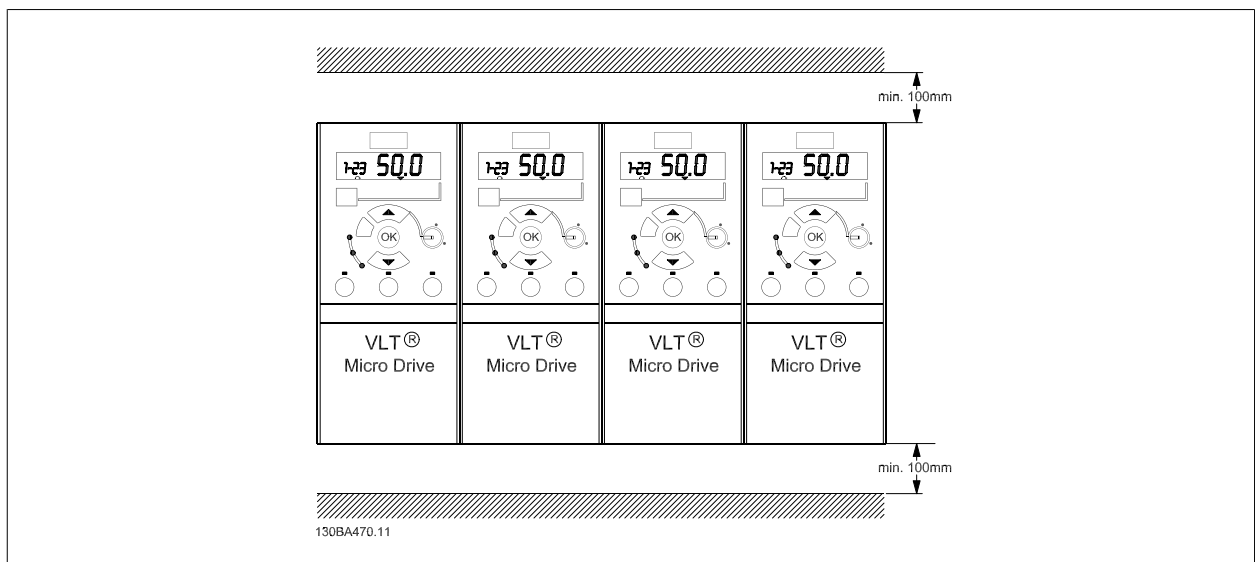 min. 100mm
1-23 50.0
1-23 50.0
1-23 50.0
1-23 50.0
OK
OK
OK
OK
VLT®
Micro Drive
VLT®
Micro Drive
VLT®
Micro Drive
VLT®
Micro Drive
min. 100mm
130BA470.11